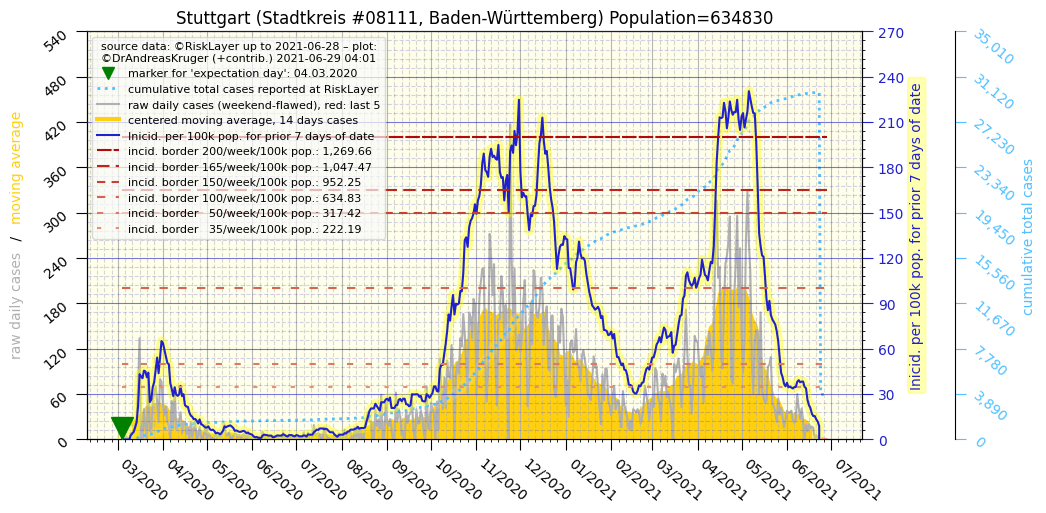 Stuttgart (Stadtkreis #08111, Baden-Württemberg) Population=634830
source data: ©RiskLayer up to 2021-06-28 – plot:
©DrAndreasKruger (+contrib.) 2021-06-29 04:01
marker for 'expectation day': 04.03.2020
cumulative total cases reported at RiskLayer
raw daily cases (weekend-flawed), red: last 5
centered moving average, 14 days cases
Inicid. per 100k pop. for prior 7 days of date
incid. border 200/week/100k pop.: 1,269.66
incid. border 165/week/100k pop.: 1,047.47
incid. border 150/week/100k pop.: 952.25
incid. border 100/week/100k pop.: 634.83
incid. border 50/week/100k pop.: 317.42
incid. border 35/week/100k pop.: 222.19
raw daily cases / moving average
540
480
420
360
300
240
180
120
60
0
03/2020
04/2020
05/2020
06/2020
07/2020
08/2020
09/2020
10/2020
11/2020
12/2020
01/2021
02/2021
03/2021
04/2021
05/2021
06/2021
07/2021
270
240
210
180
150
120
90
60
30
0
Inicid. per 100k pop. for prior 7 days of date
35,010
31,120
27,230
23,340
19,450
15,560
11,670
7,780
3,890
0
cumulative total cases